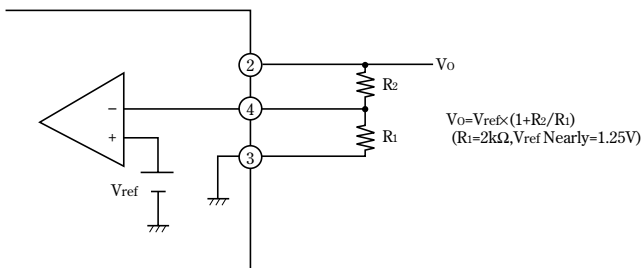 2
VO
R2
−
4
VO=Vref×(1+R2/R1)
(R1=2kΩ,Vref Nearly=1.25V)
+
R1
3
Vref